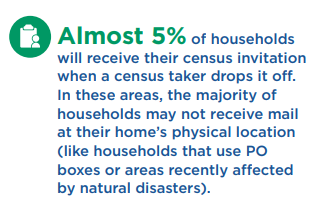 Almost 5% of households
will receive their census invitation
when a census taker drops it off.
In these areas, the majority of
households may not receive mail
at their home's physical location
(like households that use PO
boxes or areas recently affected
by natural disasters).